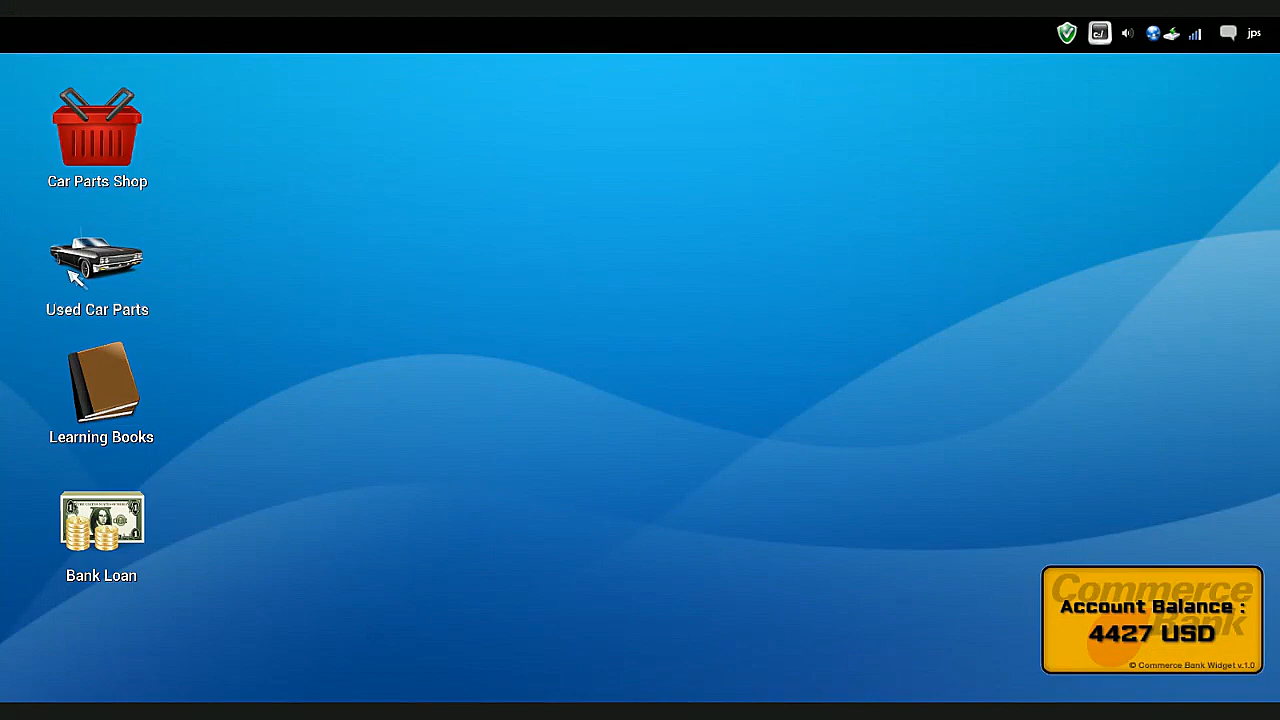 jps
Car Parts Shop
Used Car Parts
Learning Books
Bank Loan
Commerce
Bank
Account Balance :
4427 USD
© Commerce Bank Widget v.1.0